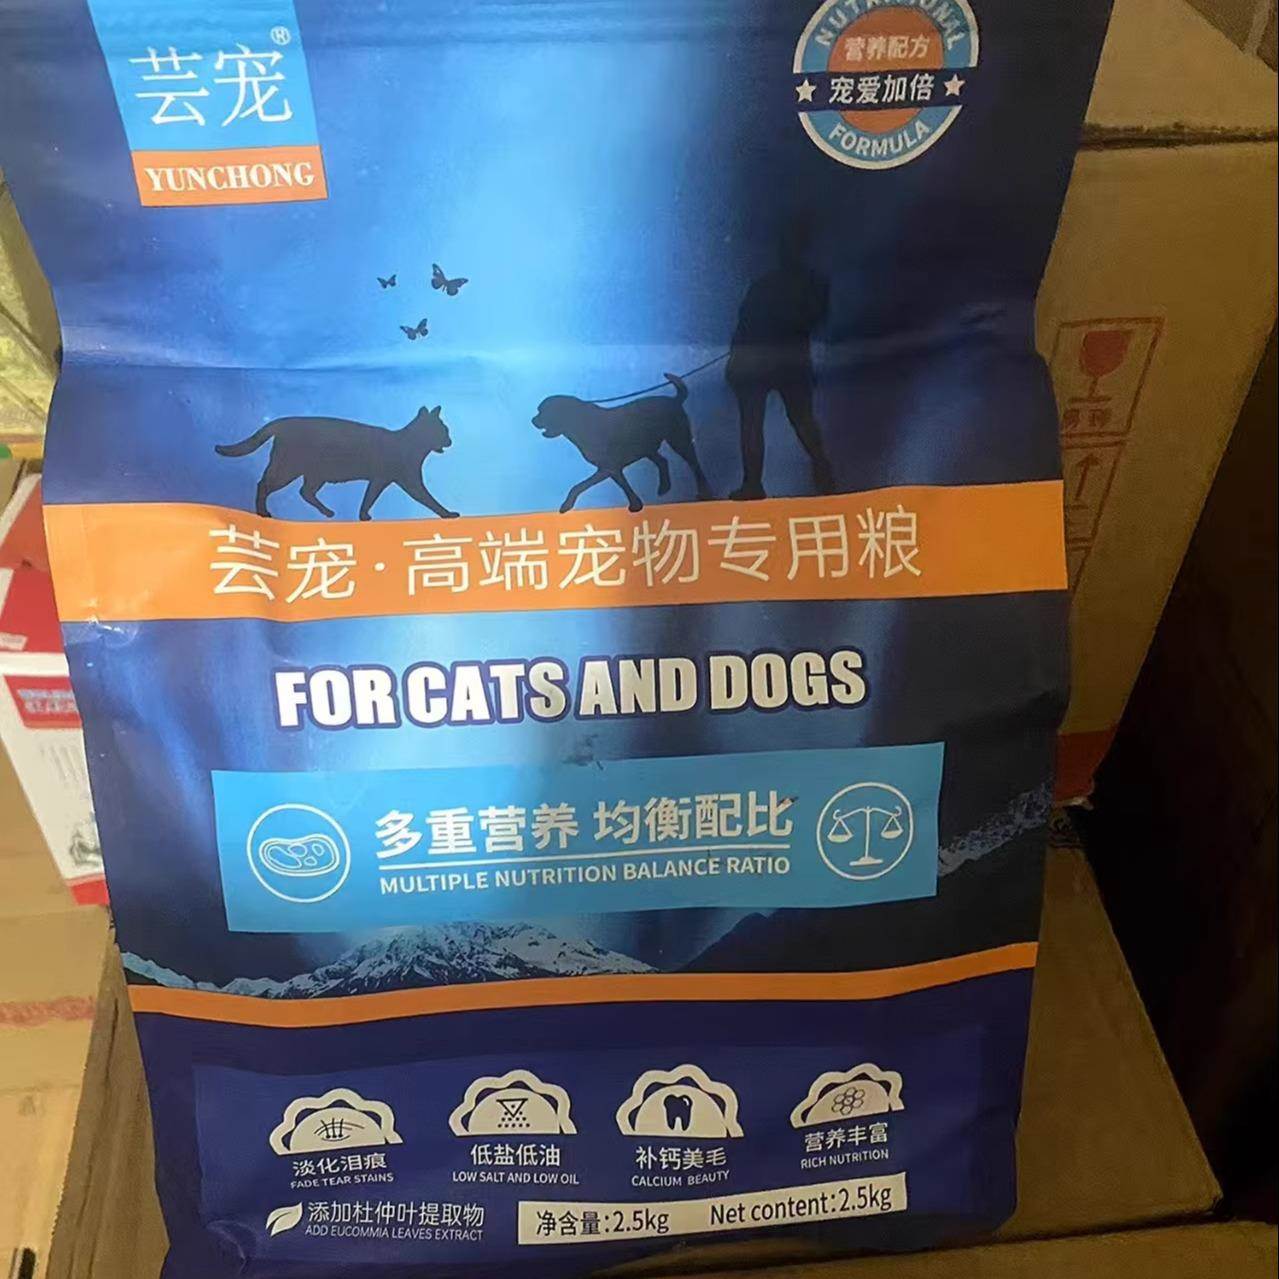 芸宠®
YUNCHONG
NUTRITIONAL
营养配方
宠爱加倍
FORMULA
芸宠·高端宠物专用粮
FOR CATS AND DOGS
多重营养 均衡配比
MULTIPLE NUTRITION BALANCE RATIO
淡化泪痕
FADE TEAR STAINS
低盐低油
LOW SALT AND LOW OIL
补钙美毛
CALCIUM BEAUTY
营养丰富
RICH NUTRITION
添加杜仲叶提取物
ADD EUCOMMIA LEAVES EXTRACT
净含量:2.5kg
Net content:2.5kg